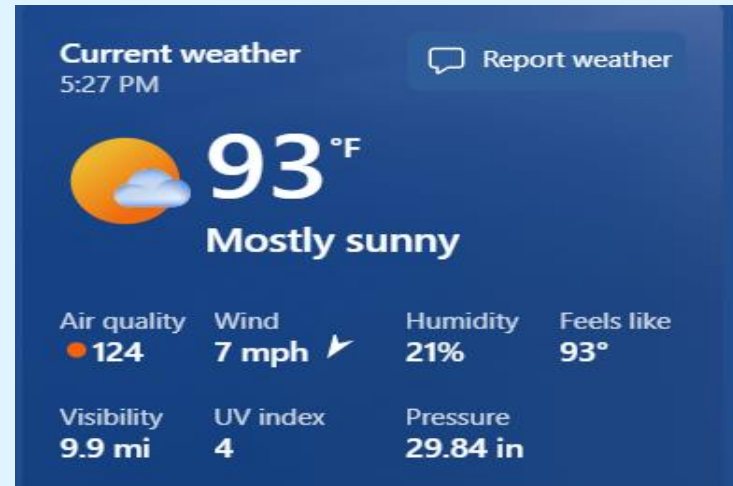 Current weather
Report weather
5:27 PM
93 °F
Mostly sunny
Air quality Wind Humidity Feels like
124 7 mph 21% 93°
Visibility UV index Pressure
9.9 mi 4 29.84 in